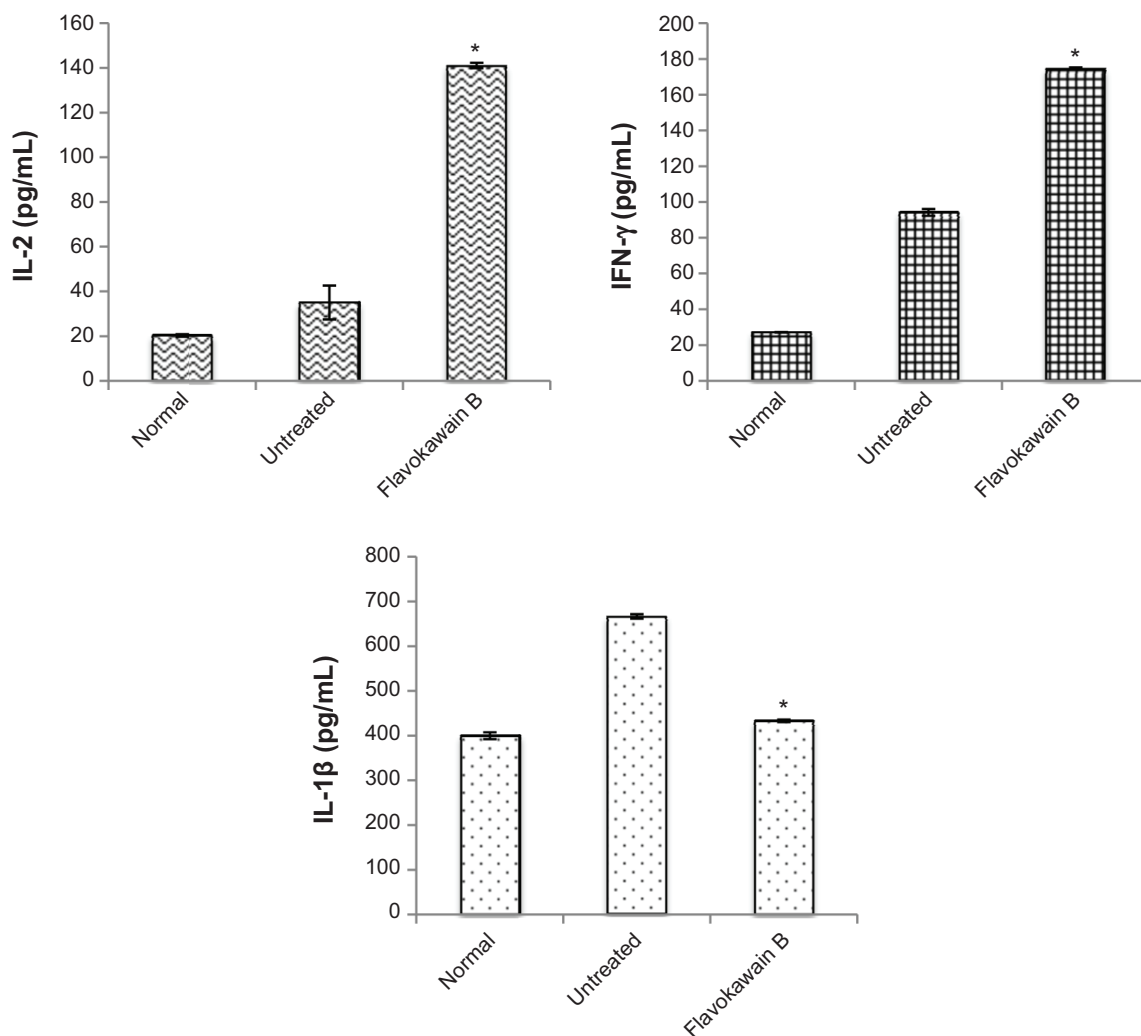 160
140
120
100
80
60
40
20
0
IL-2 (pg/mL)
*
Normal
Untreated
Flavokawain B
200
180
160
140
120
100
80
60
40
20
0
IFN-γ (pg/mL)
*
Normal
Untreated
Flavokawain B
800
700
600
500
400
300
200
100
0
IL-1β (pg/mL)
*
Normal
Untreated
Flavokawain B